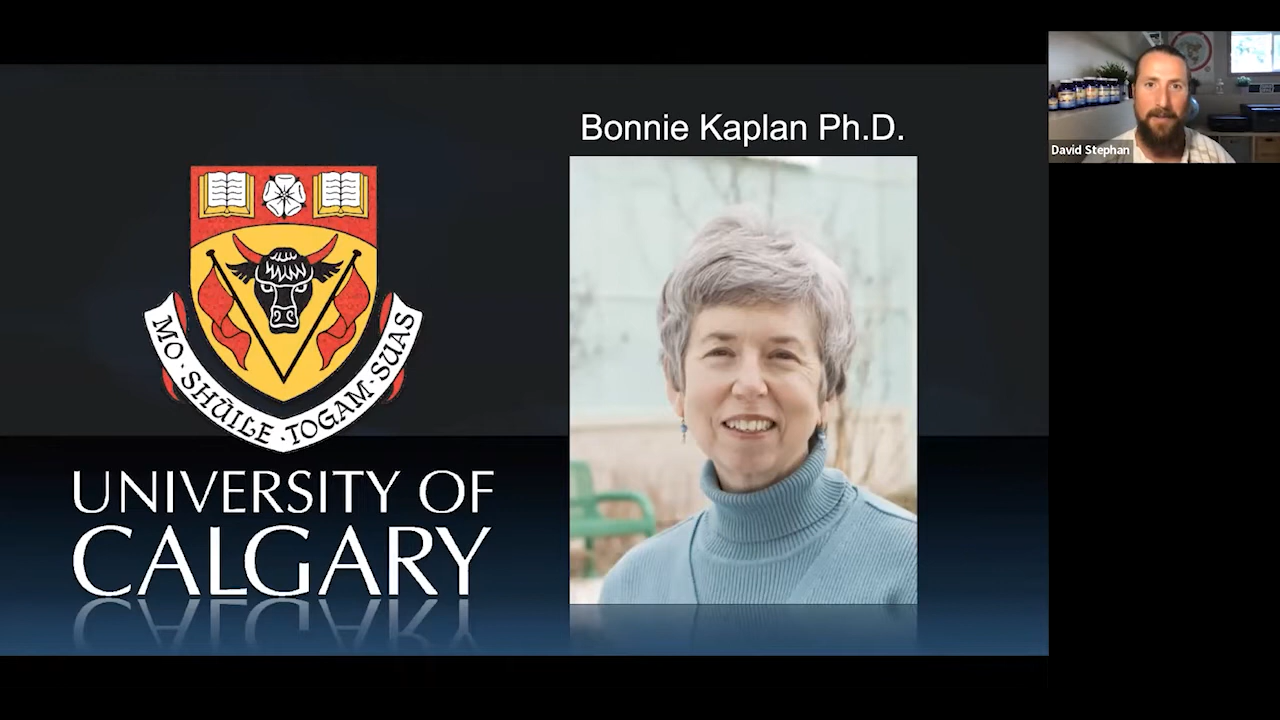 Bonnie Kaplan Ph.D.
David Stephan
MO · SHÙILE · TOGAM · SUAS
UNIVERSITY OF
CALGARY